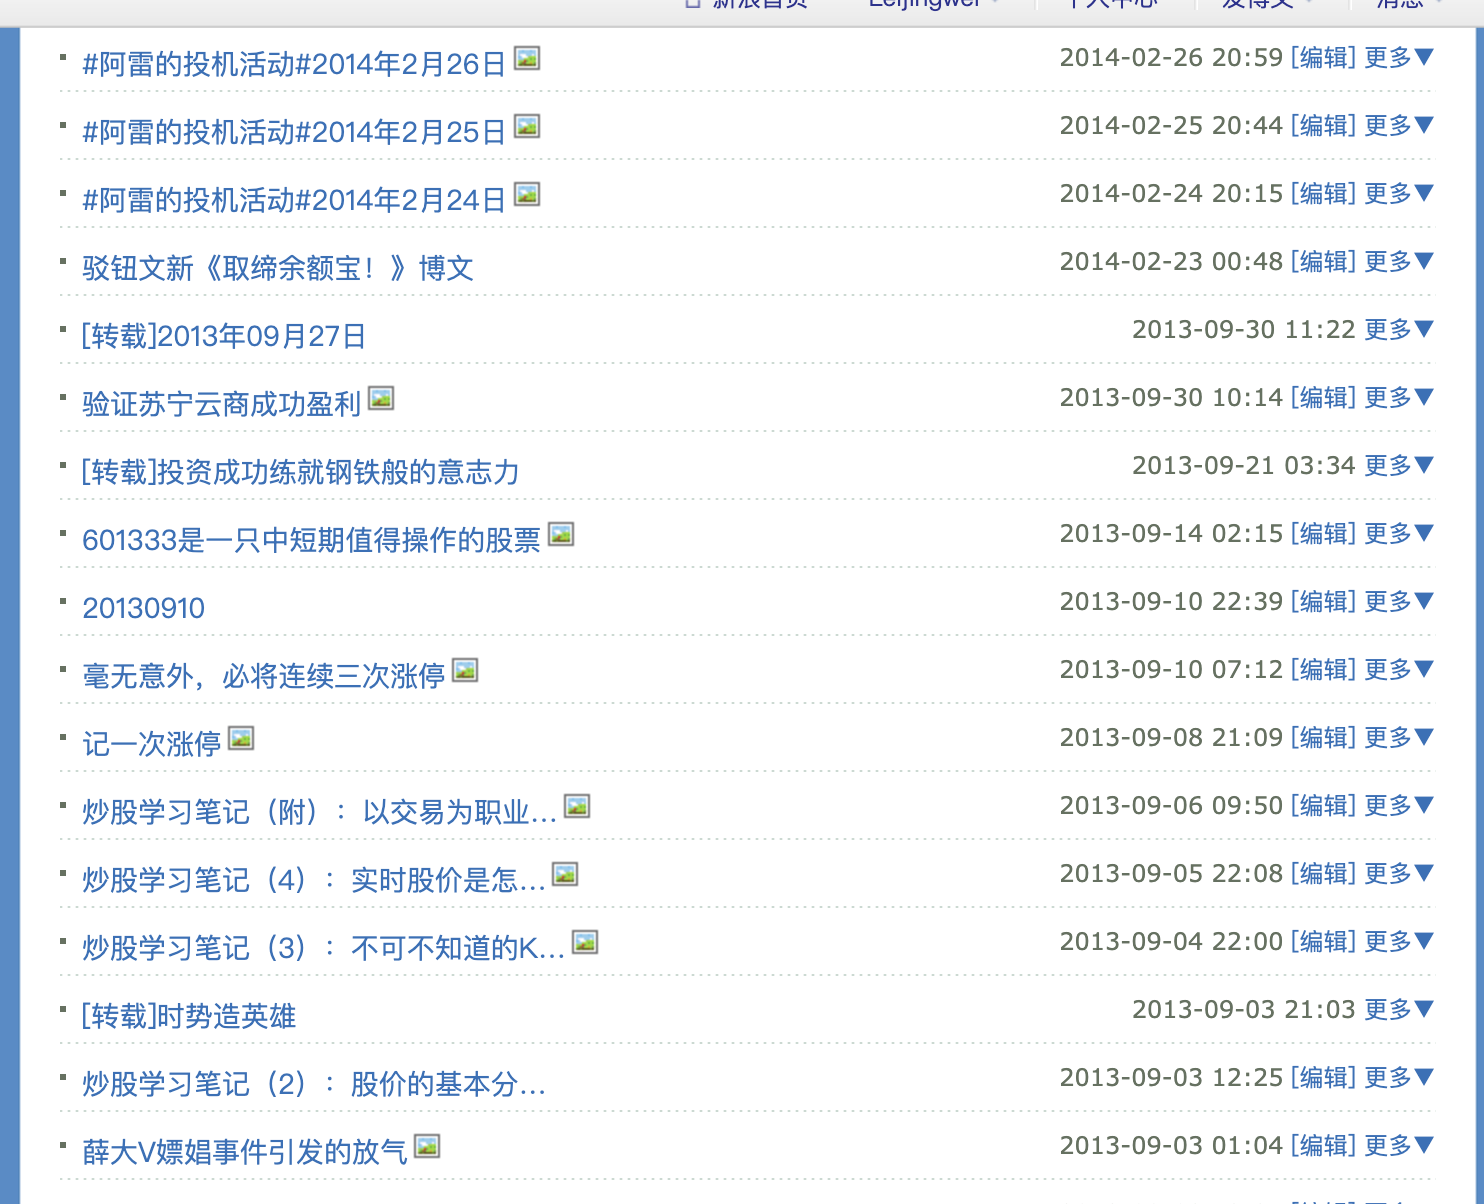 新浪首页 Leijingwei 个人中心 发博文 消息
#阿雷的投机活动#2014年2月26日 2014-02-26 20:59 [编辑] 更多▼
#阿雷的投机活动#2014年2月25日 2014-02-25 20:44 [编辑] 更多▼
#阿雷的投机活动#2014年2月24日 2014-02-24 20:15 [编辑] 更多▼
驳钮文新《取缔余额宝！》博文 2014-02-23 00:48 [编辑] 更多▼
[转载]2013年09月27日 2013-09-30 11:22 更多▼
验证苏宁云商成功盈利 2013-09-30 10:14 [编辑] 更多▼
[转载]投资成功练就钢铁般的意志力 2013-09-21 03:34 更多▼
601333是一只中短期值得操作的股票 2013-09-14 02:15 [编辑] 更多▼
20130910 2013-09-10 22:39 [编辑] 更多▼
毫无意外，必将连续三次涨停 2013-09-10 07:12 [编辑] 更多▼
记一次涨停 2013-09-08 21:09 [编辑] 更多▼
炒股学习笔记（附）：以交易为职业… 2013-09-06 09:50 [编辑] 更多▼
炒股学习笔记（4）：实时股价是怎… 2013-09-05 22:08 [编辑] 更多▼
炒股学习笔记（3）：不可不知道的K… 2013-09-04 22:00 [编辑] 更多▼
[转载]时势造英雄 2013-09-03 21:03 更多▼
炒股学习笔记（2）：股价的基本分… 2013-09-03 12:25 [编辑] 更多▼
薛大V嫖娼事件引发的放气 2013-09-03 01:04 [编辑] 更多▼